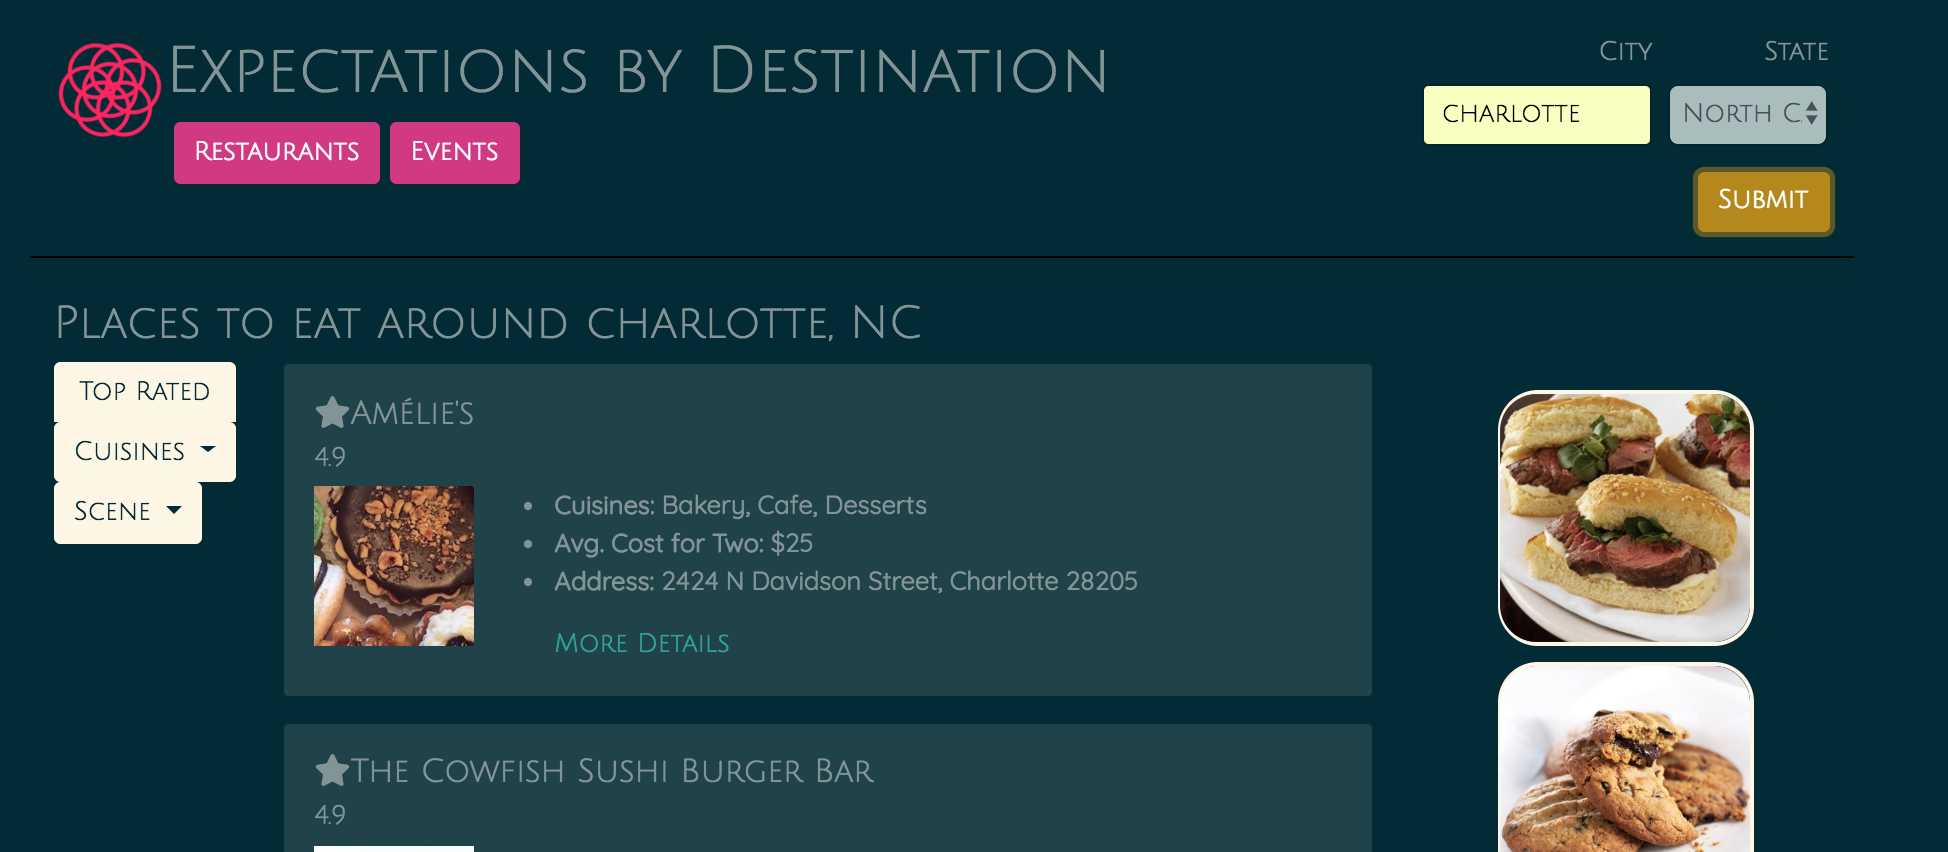 Expectations by Destination
City State
CHARLOTTE
North C
Restaurants Events
Submit
Places to eat around charlotte, NC
Top Rated
Cuisines
Scene
Amélie's
4.9
Cuisines: Bakery, Cafe, Desserts
Avg. Cost for Two: $25
Address: 2424 N Davidson Street, Charlotte 28205
More Details
The Cowfish Sushi Burger Bar
4.9